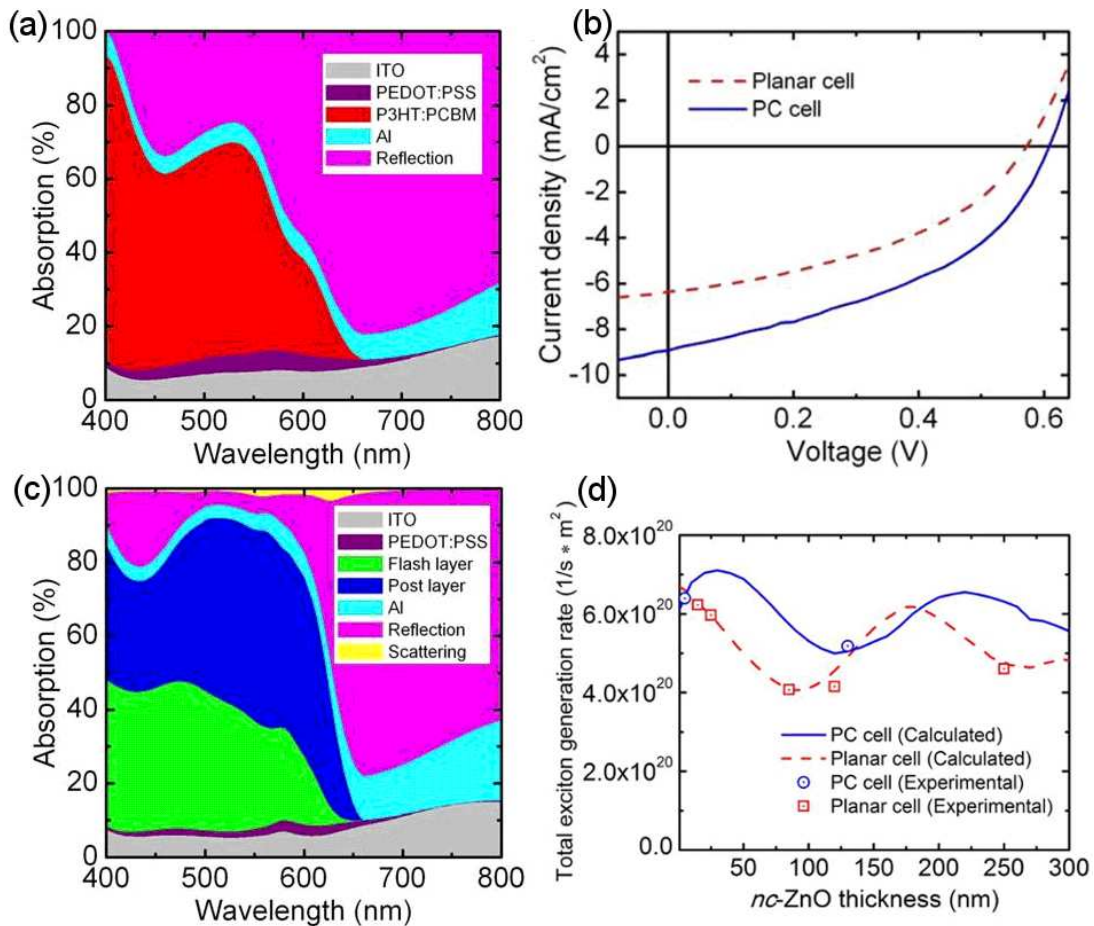 (a)
100
80
60
40
20
0
Absorption (%)
ITO
PEDOT:PSS
P3HT:PCBM
Al
Reflection
400 500 600 700 800
Wavelength (nm)
(b)
4
2
0
-2
-4
-6
-8
-10
Current density (mA/cm²)
Planar cell
PC cell
0.0 0.2 0.4 0.6
Voltage (V)
(c)
100
80
60
40
20
0
Absorption (%)
ITO
PEDOT:PSS
Flash layer
Post layer
Al
Reflection
Scattering
400 500 600 700 800
Wavelength (nm)
(d)
8.0x10²⁰
6.0x10²⁰
4.0x10²⁰
2.0x10²⁰
0.0
Total exciton generation rate (1/s * m²)
PC cell (Calculated)
Planar cell (Calculated)
PC cell (Experimental)
Planar cell (Experimental)
50 100 150 200 250 300
nc-ZnO thickness (nm)